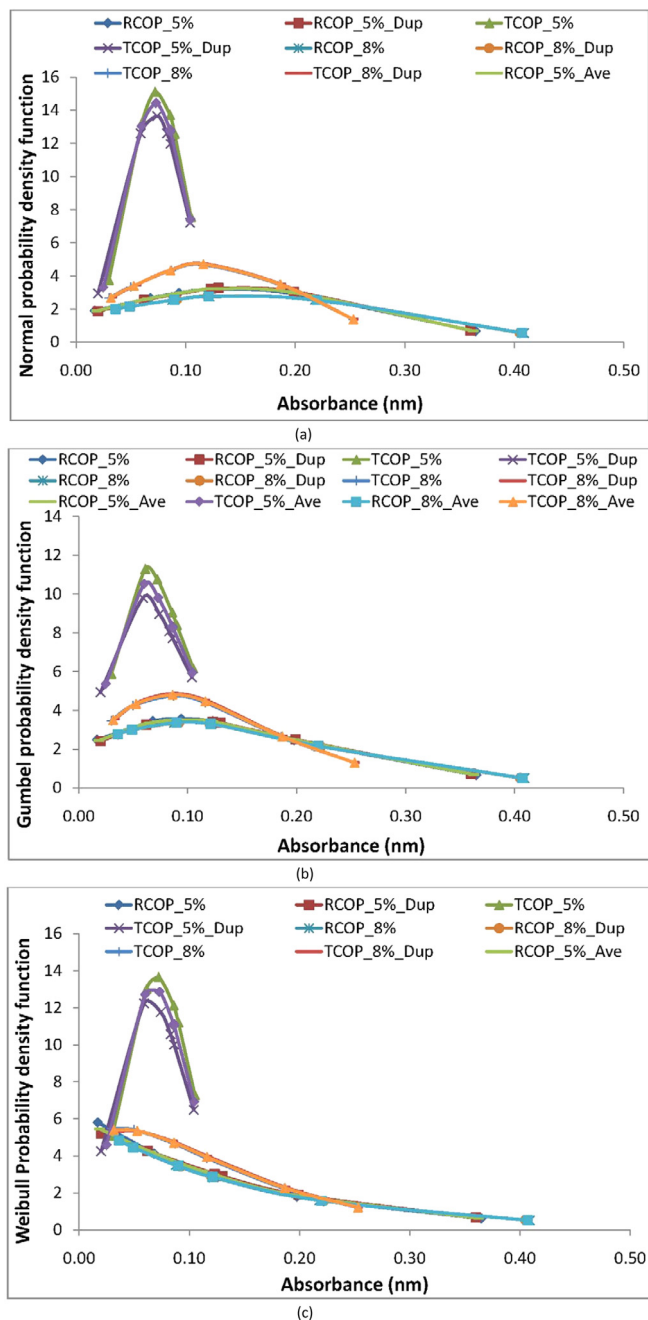 RCOP_5% RCOP_5%_Dup TCOP_5%
TCOP_5%_Dup RCOP_8% RCOP_8%_Dup
TCOP_8% TCOP_8%_Dup RCOP_5%_Ave
Normal probability density function
16
14
12
10
8
6
4
2
0
0.00 0.10 0.20 0.30 0.40 0.50
Absorbance (nm)
(a)
RCOP_5% RCOP_5%_Dup TCOP_5% TCOP_5%_Dup
RCOP_8% RCOP_8%_Dup TCOP_8% TCOP_8%_Dup
RCOP_5%_Ave TCOP_5%_Ave RCOP_8%_Ave TCOP_8%_Ave
Gumbel probability density function
14
12
10
8
6
4
2
0
0.00 0.10 0.20 0.30 0.40 0.50
Absorbance (nm)
(b)
RCOP_5% RCOP_5%_Dup TCOP_5%
TCOP_5%_Dup RCOP_8% RCOP_8%_Dup
TCOP_8% TCOP_8%_Dup RCOP_5%_Ave
Weibull Probability density function
16
14
12
10
8
6
4
2
0
0.00 0.10 0.20 0.30 0.40 0.50
Absorbance (nm)
(c)